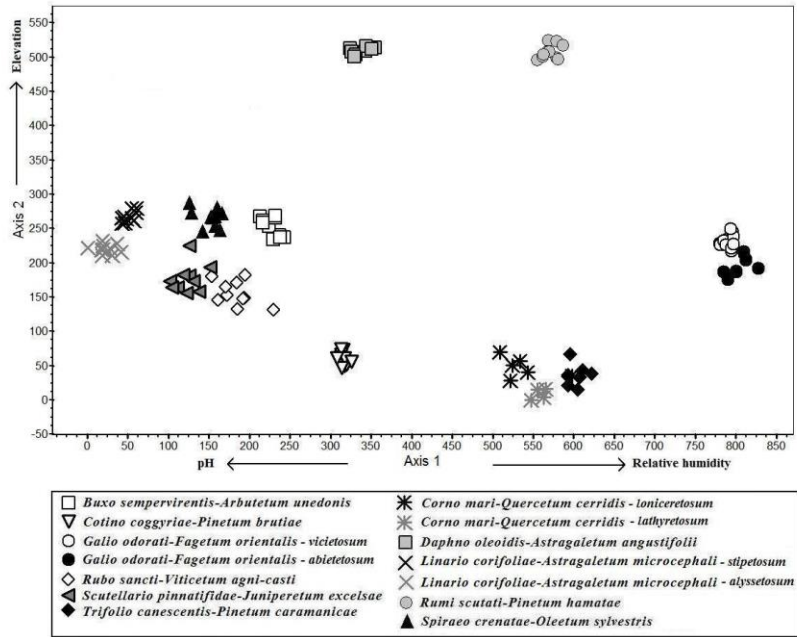 550
500
450
400
350
300
250
200
150
100
50
0
-50
Elevation
Axis 2
0 50 100 150 200 250 300 350 400 450 500 550 600 650 700 750 800 850
pH
Axis 1
Relative humidity
Buxo sempervirentis-Arbutetum unedonis
Cotino coggyriae-Pinetum brutiae
Galio odorati-Fagetum orientalis - vicietosum
Galio odorati-Fagetum orientalis - abietetosum
Rubo sancti-Viticetum agni-casti
Scutellario pinnatifidae-Juniperetum excelsae
Trifolio canescentis-Pinetum caramanicae
Corno mari-Quercetum cerridis - loniceretosum
Corno mari-Quercetum cerridis - lathyretosum
Daphno oleoidis-Astragaletum angustifolii
Linario corifoliae-Astragaletum microcephali - stipetosum
Linario corifoliae-Astragaletum microcephali - alyssetosum
Rumi scutati-Pinetum hamatae
Spiraeo crenatae-Oleetum sylvestris